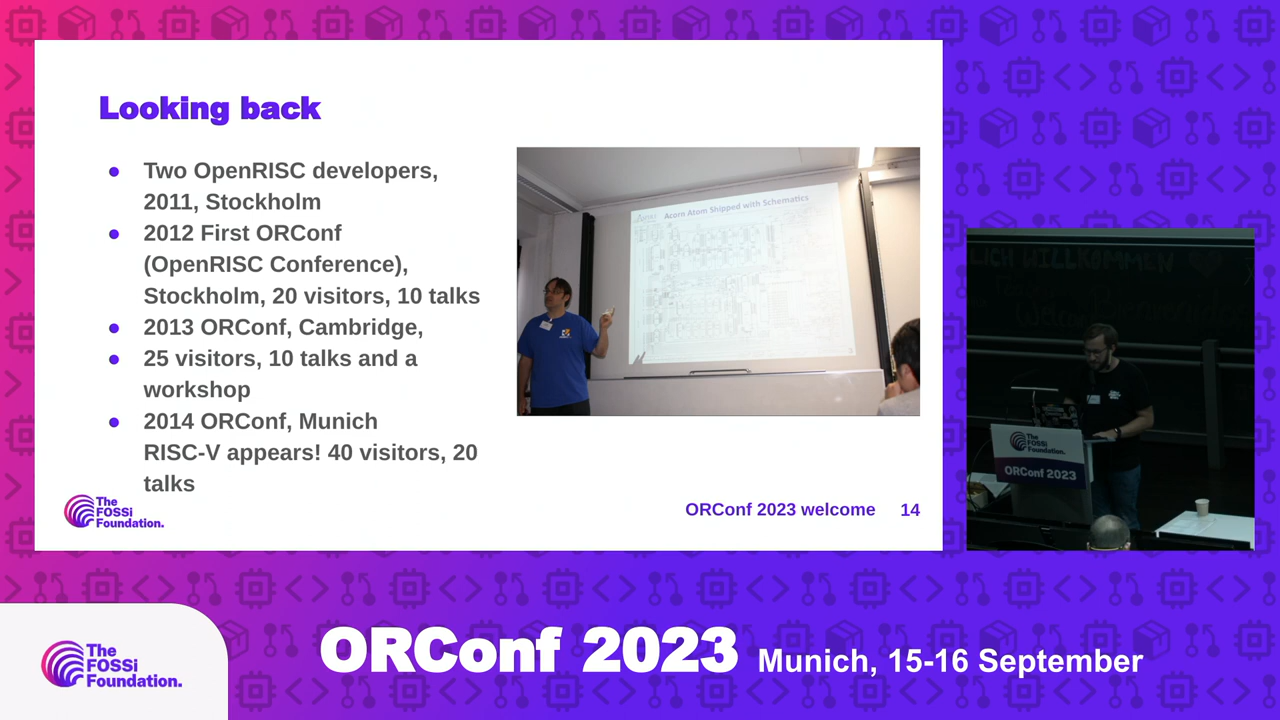 Looking back
● Two OpenRISC developers,
2011, Stockholm
● 2012 First ORConf
(OpenRISC Conference),
Stockholm, 20 visitors, 10 talks
● 2013 ORConf, Cambridge,
● 25 visitors, 10 talks and a
workshop
● 2014 ORConf, Munich
RISC-V appears! 40 visitors, 20
talks
Acorn Atom Shipped with Schematics
The
FOSSi
Foundation.
ORConf 2023 welcome 14
LICH WILLKOMMEN
The
FOSSi
Foundation.
ORConf 2023
The
FOSSi
Foundation.
ORConf 2023 Munich, 15-16 September